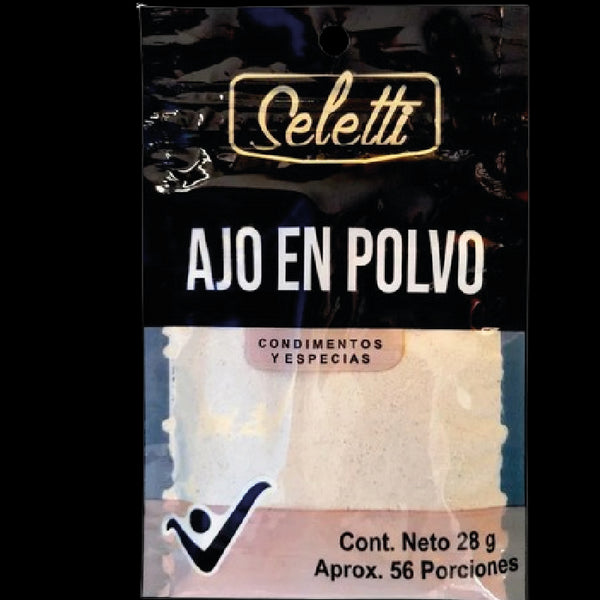 Seletti
AJO EN POLVO
CONDIMENTOS
Y ESPECIAS
Cont. Neto 28 g
Aprox. 56 Porciones